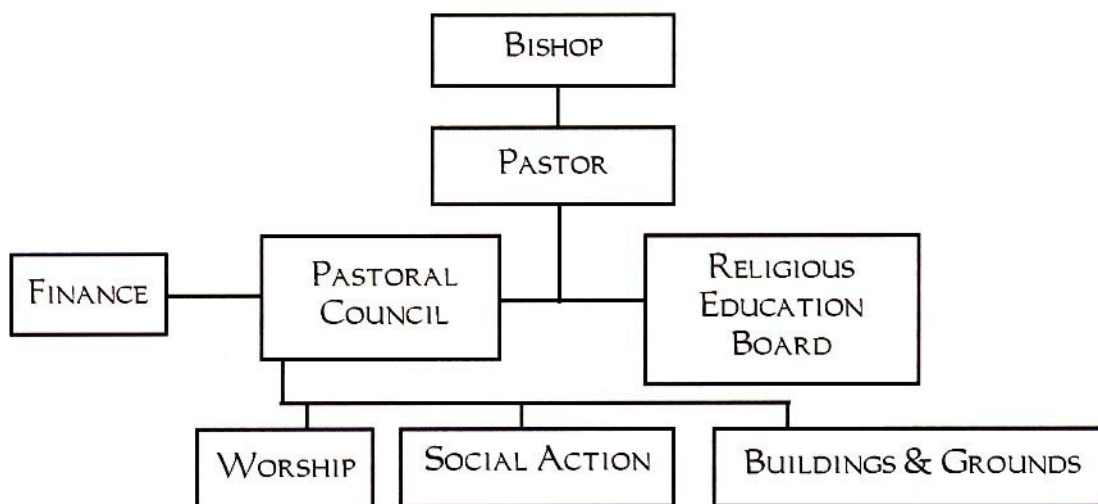 BISHOP
PASTOR
FINANCE
PASTORAL
COUNCIL
RELIGIOUS
EDUCATION
BOARD
WORSHIP
SOCIAL ACTION
BUILDINGS & GROUNDS